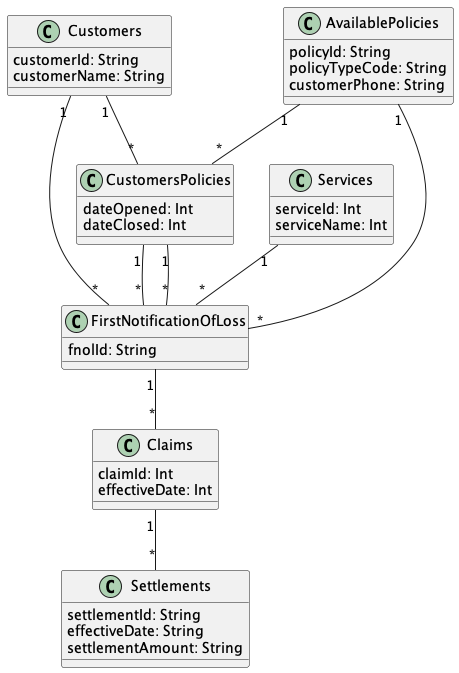 C Customers
customerId: String
customerName: String
C AvailablePolicies
policyId: String
policyTypeCode: String
customerPhone: String
1 1 1 1
* *
C CustomersPolicies
dateOpened: Int
dateClosed: Int
C Services
serviceId: Int
serviceName: Int
1 1 1
* * * * *
C FirstNotificationOfLoss
fnolId: String
1
*
C Claims
claimId: Int
effectiveDate: Int
1
*
C Settlements
settlementId: String
effectiveDate: String
settlementAmount: String